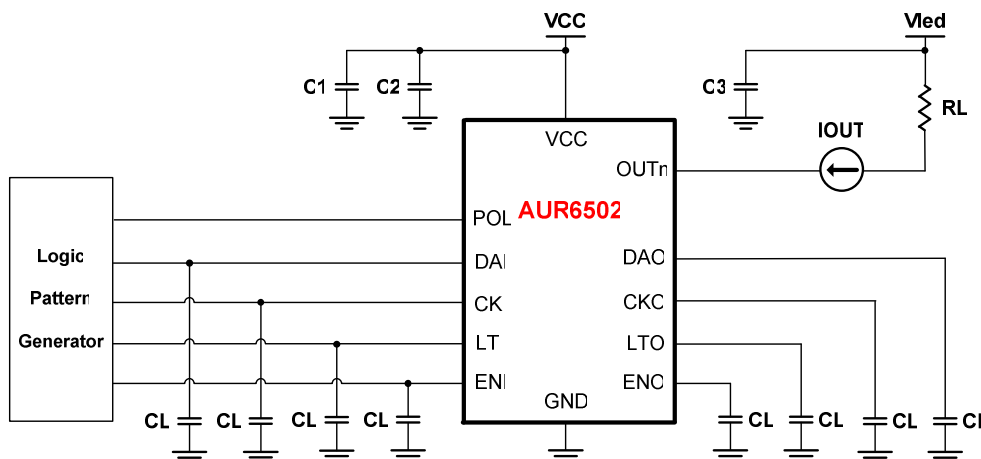 VCC
Vled
C1
C2
C3
RL
IOUT
VCC
OUTn
AUR6502
POL
DAI
CK
LT
ENI
DAO
CKO
LTO
ENO
GND
Logic
Pattern
Generator
CL
CL
CL
CL
CL
CL
CL
CL